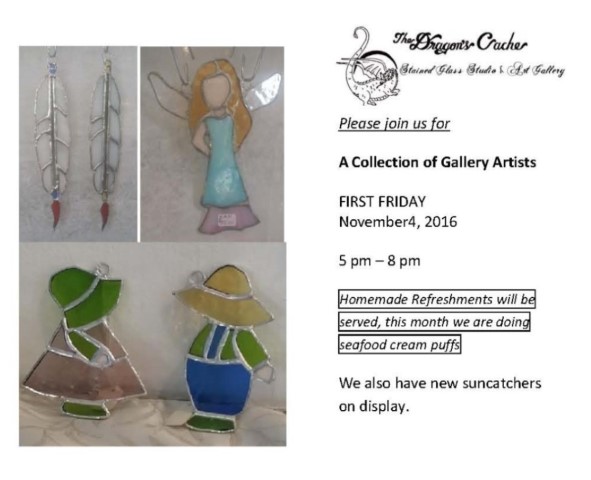 The Dragon's Cache
Stained Glass Studio & Art Gallery
Please join us for
A Collection of Gallery Artists
FIRST FRIDAY
November4, 2016
5 pm – 8 pm
Homemade Refreshments will be
served, this month we are doing
seafood cream puffs
We also have new suncatchers
on display.